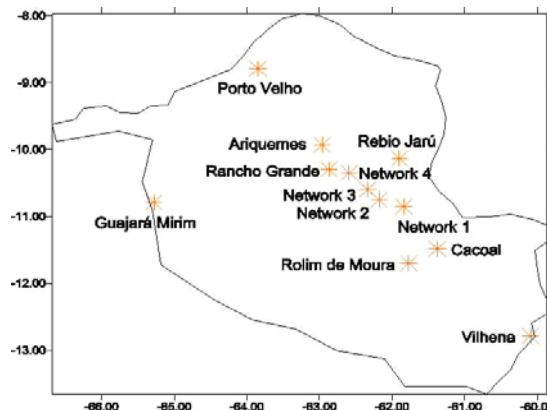 -8.00
Porto Velho
-9.00
Ariquemes
Rebio Jarú
-10.00
Rancho Grande
Network 4
Network 3
Network 2
-11.00
Guajará Mirim
Network 1
Cacoal
Rolim de Moura
-12.00
Vilhena
-13.00
-66.00 -65.00 -64.00 -63.00 -62.00 -61.00 -60.0